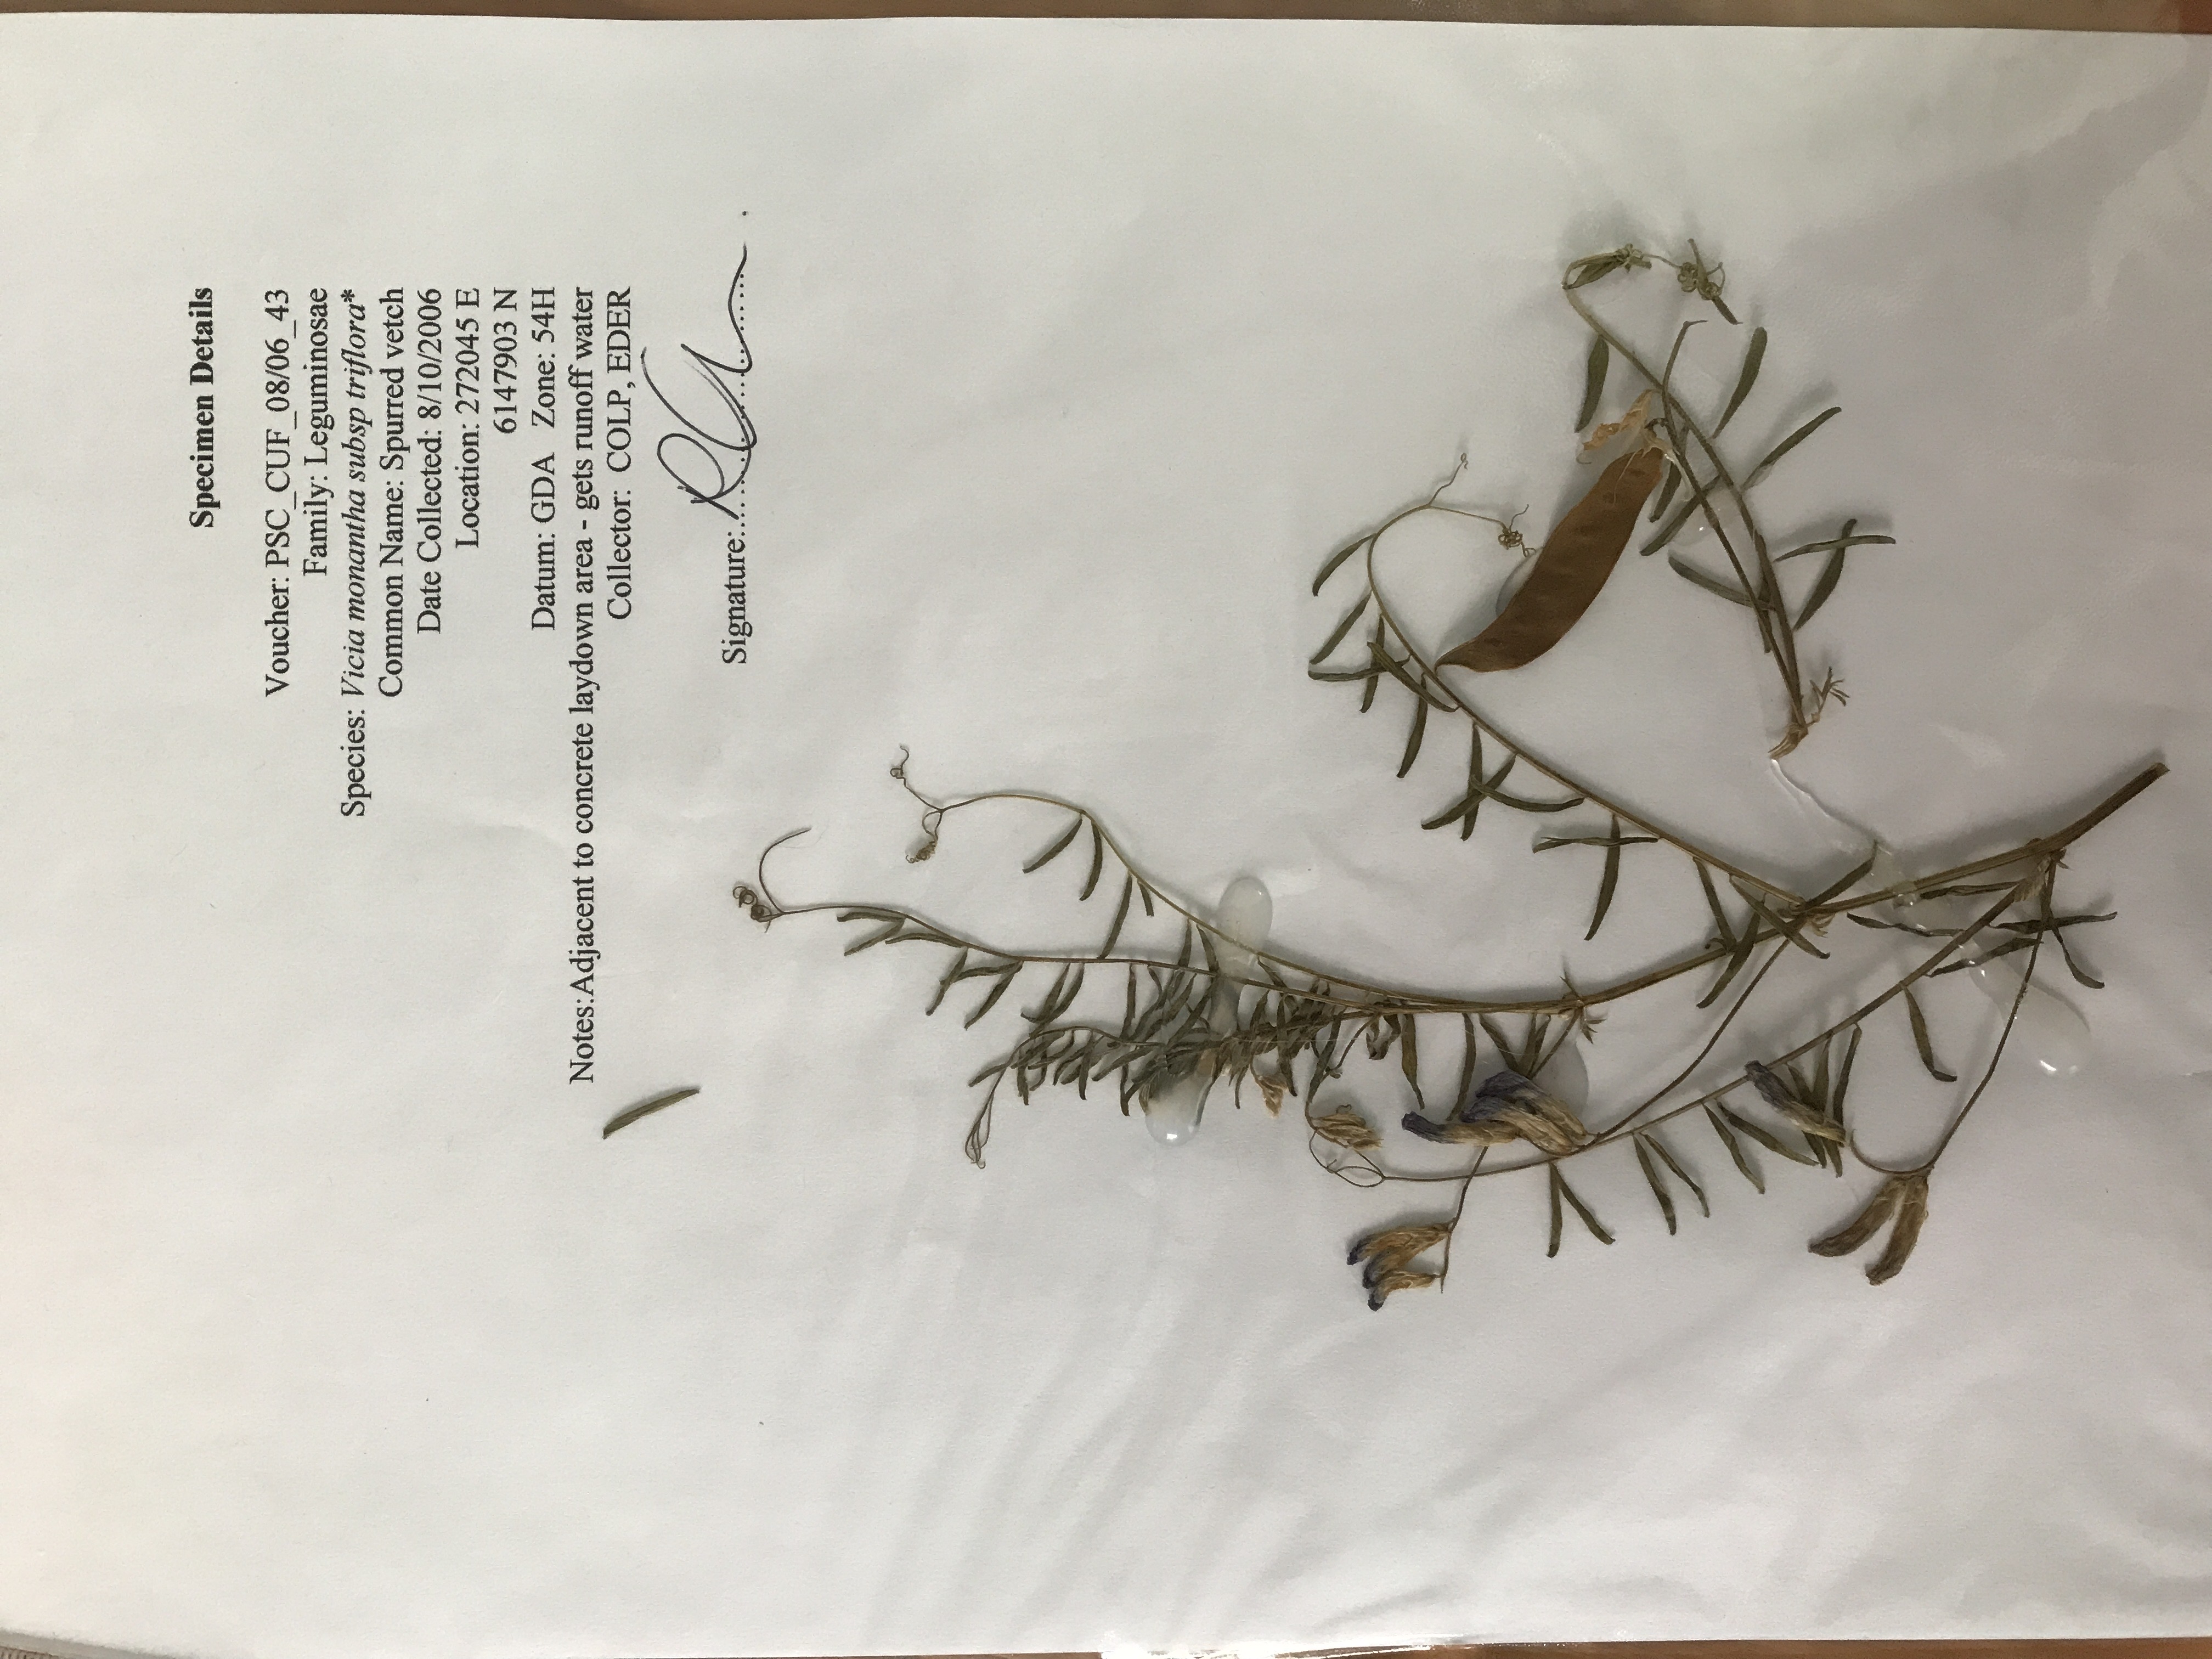 Specimen Details
Voucher: PSC_CUF_08/06_43
Family: Leguminosae
Species: Vicia monantha subsp triflora*
Common Name: Spurred vetch
Date Collected: 8/10/2006
Location: 272045 E
6147903 N
Datum: GDA Zone: 54H
Notes:Adjacent to concrete laydown area - gets runoff water
Collector: COLP, EDER
Signature: